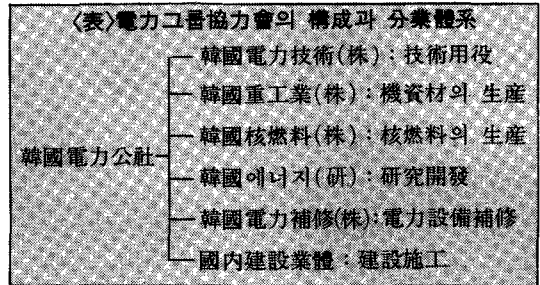 〈表〉電力그룹協力會의 構成과 分業體系
韓國電力技術(株) : 技術用役
韓國重工業(株) : 機資材의 生産
韓國核燃料(株) : 核燃料의 生産
韓國電力公社
韓國에너지(硏) : 硏究開發
韓國電力補修(株):電力設備補修
國內建設業體 : 建設施工